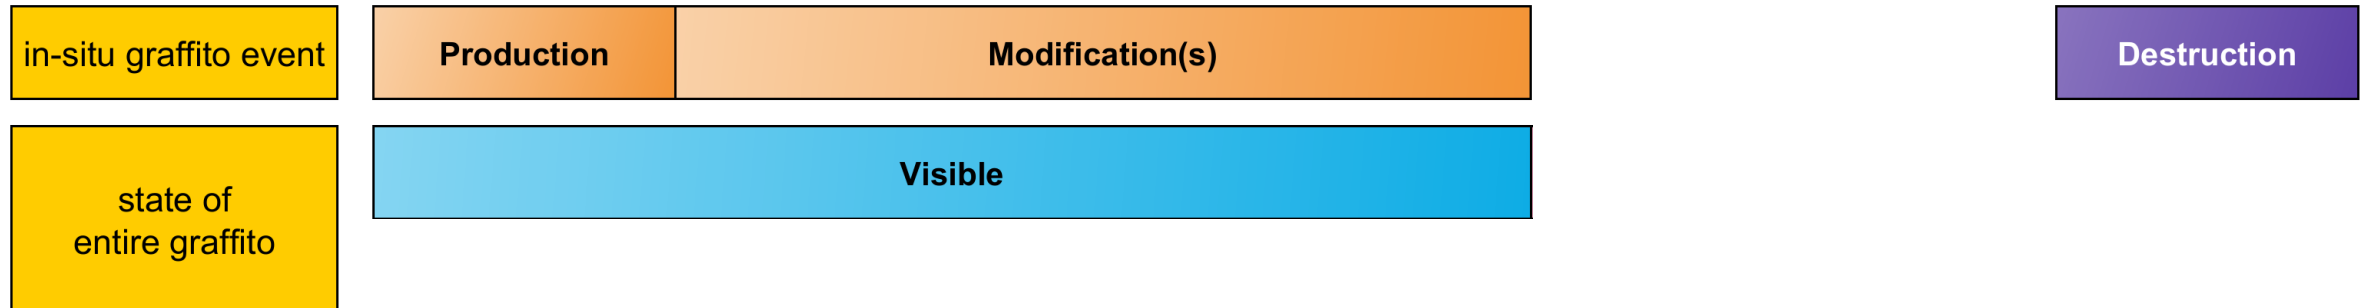 in-situ graffito event
Production
Modification(s)
Destruction
state of
entire graffito
Visible